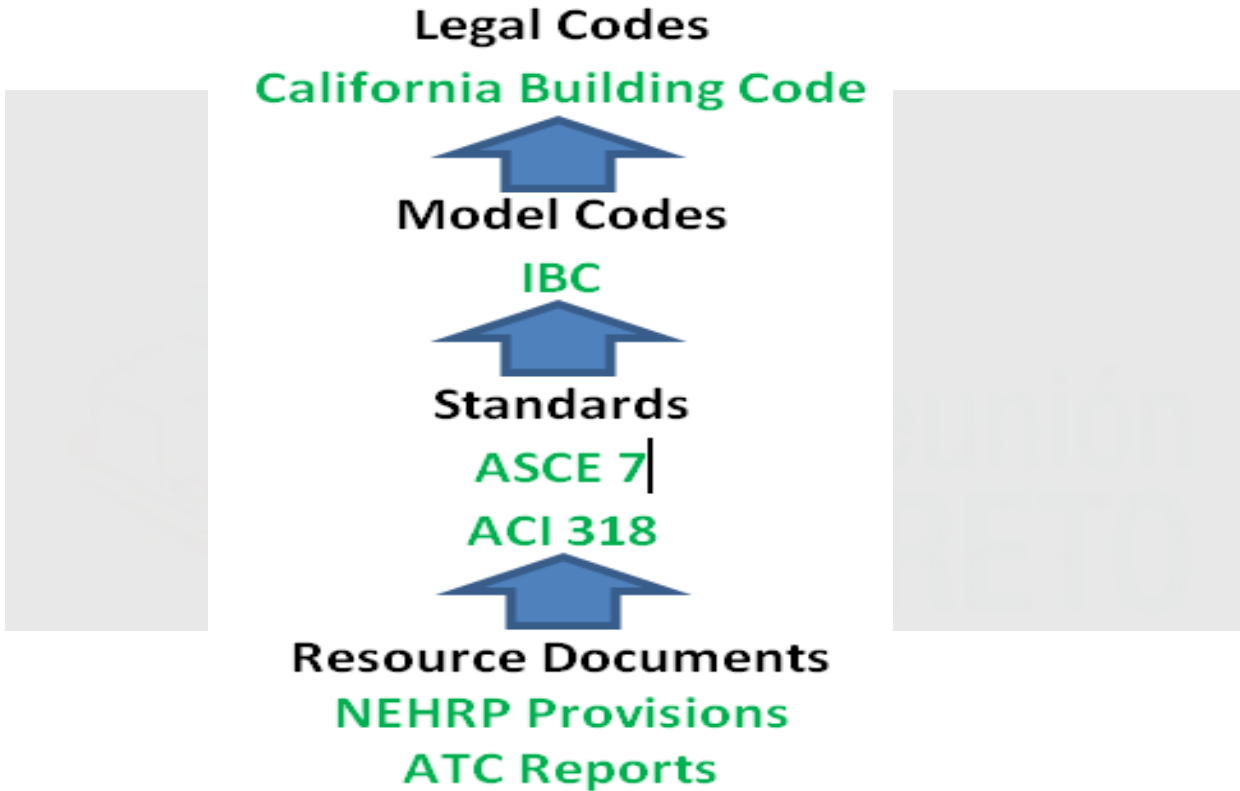 Legal Codes
California Building Code
Model Codes
IBC
Standards
ASCE 7
ACI 318
Resource Documents
NEHRP Provisions
ATC Reports